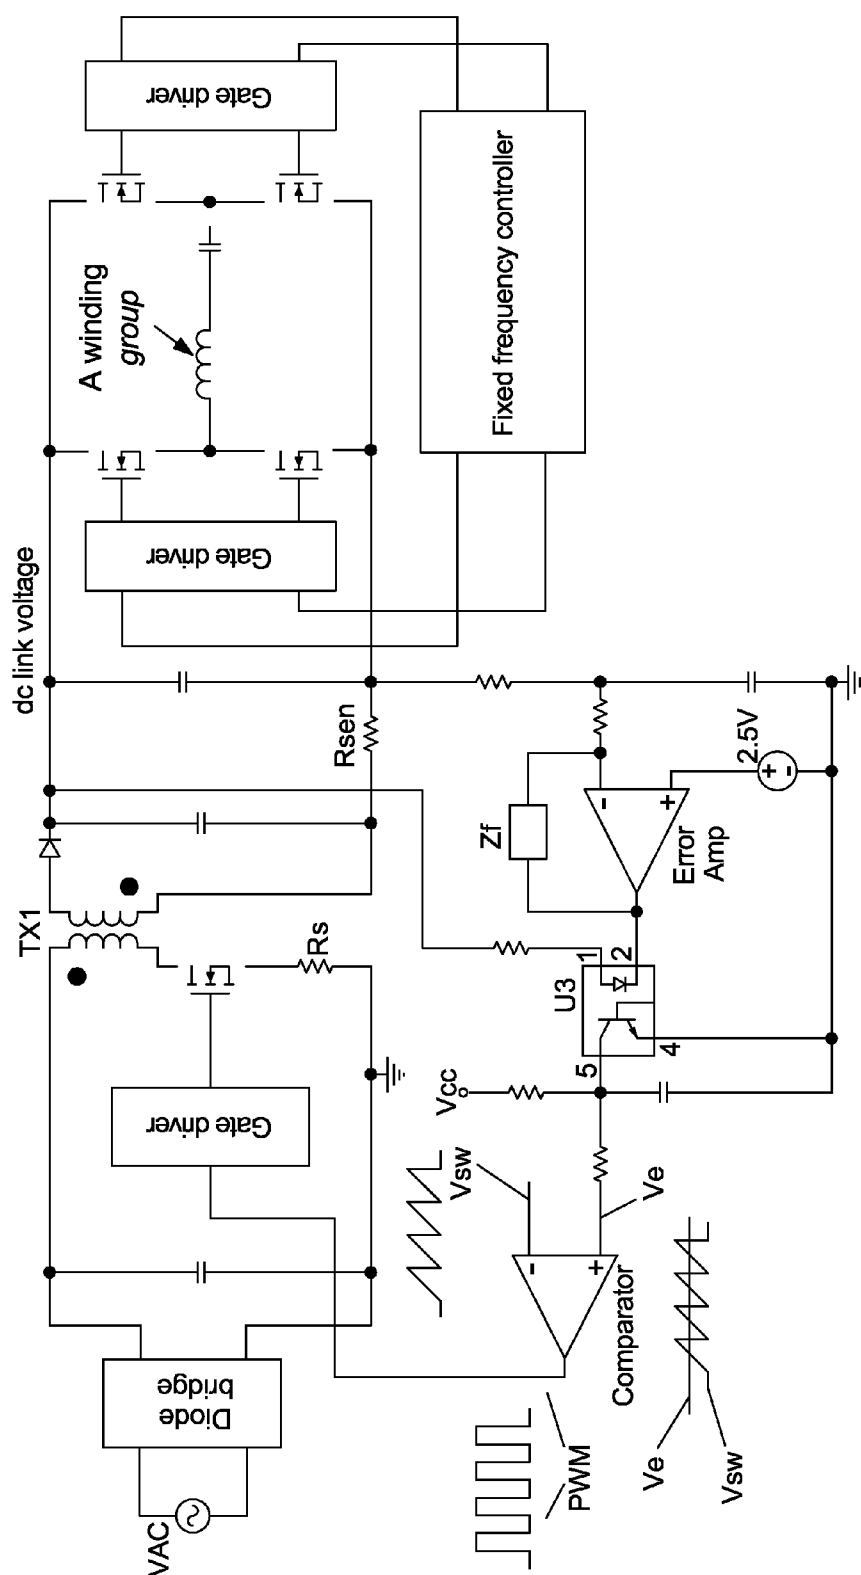 VAC
Diode
bridge
Gate driver
TX1
Rs
Rsen
dc link voltage
Gate driver
A winding
group
Gate driver
Fixed frequency controller
PWM
Comparator
-
+
Vsw
Ve
Ve
Vsw
Vcc
U3
5
4
1
2
Zf
-
+
Error
Amp
2.5V
+
-